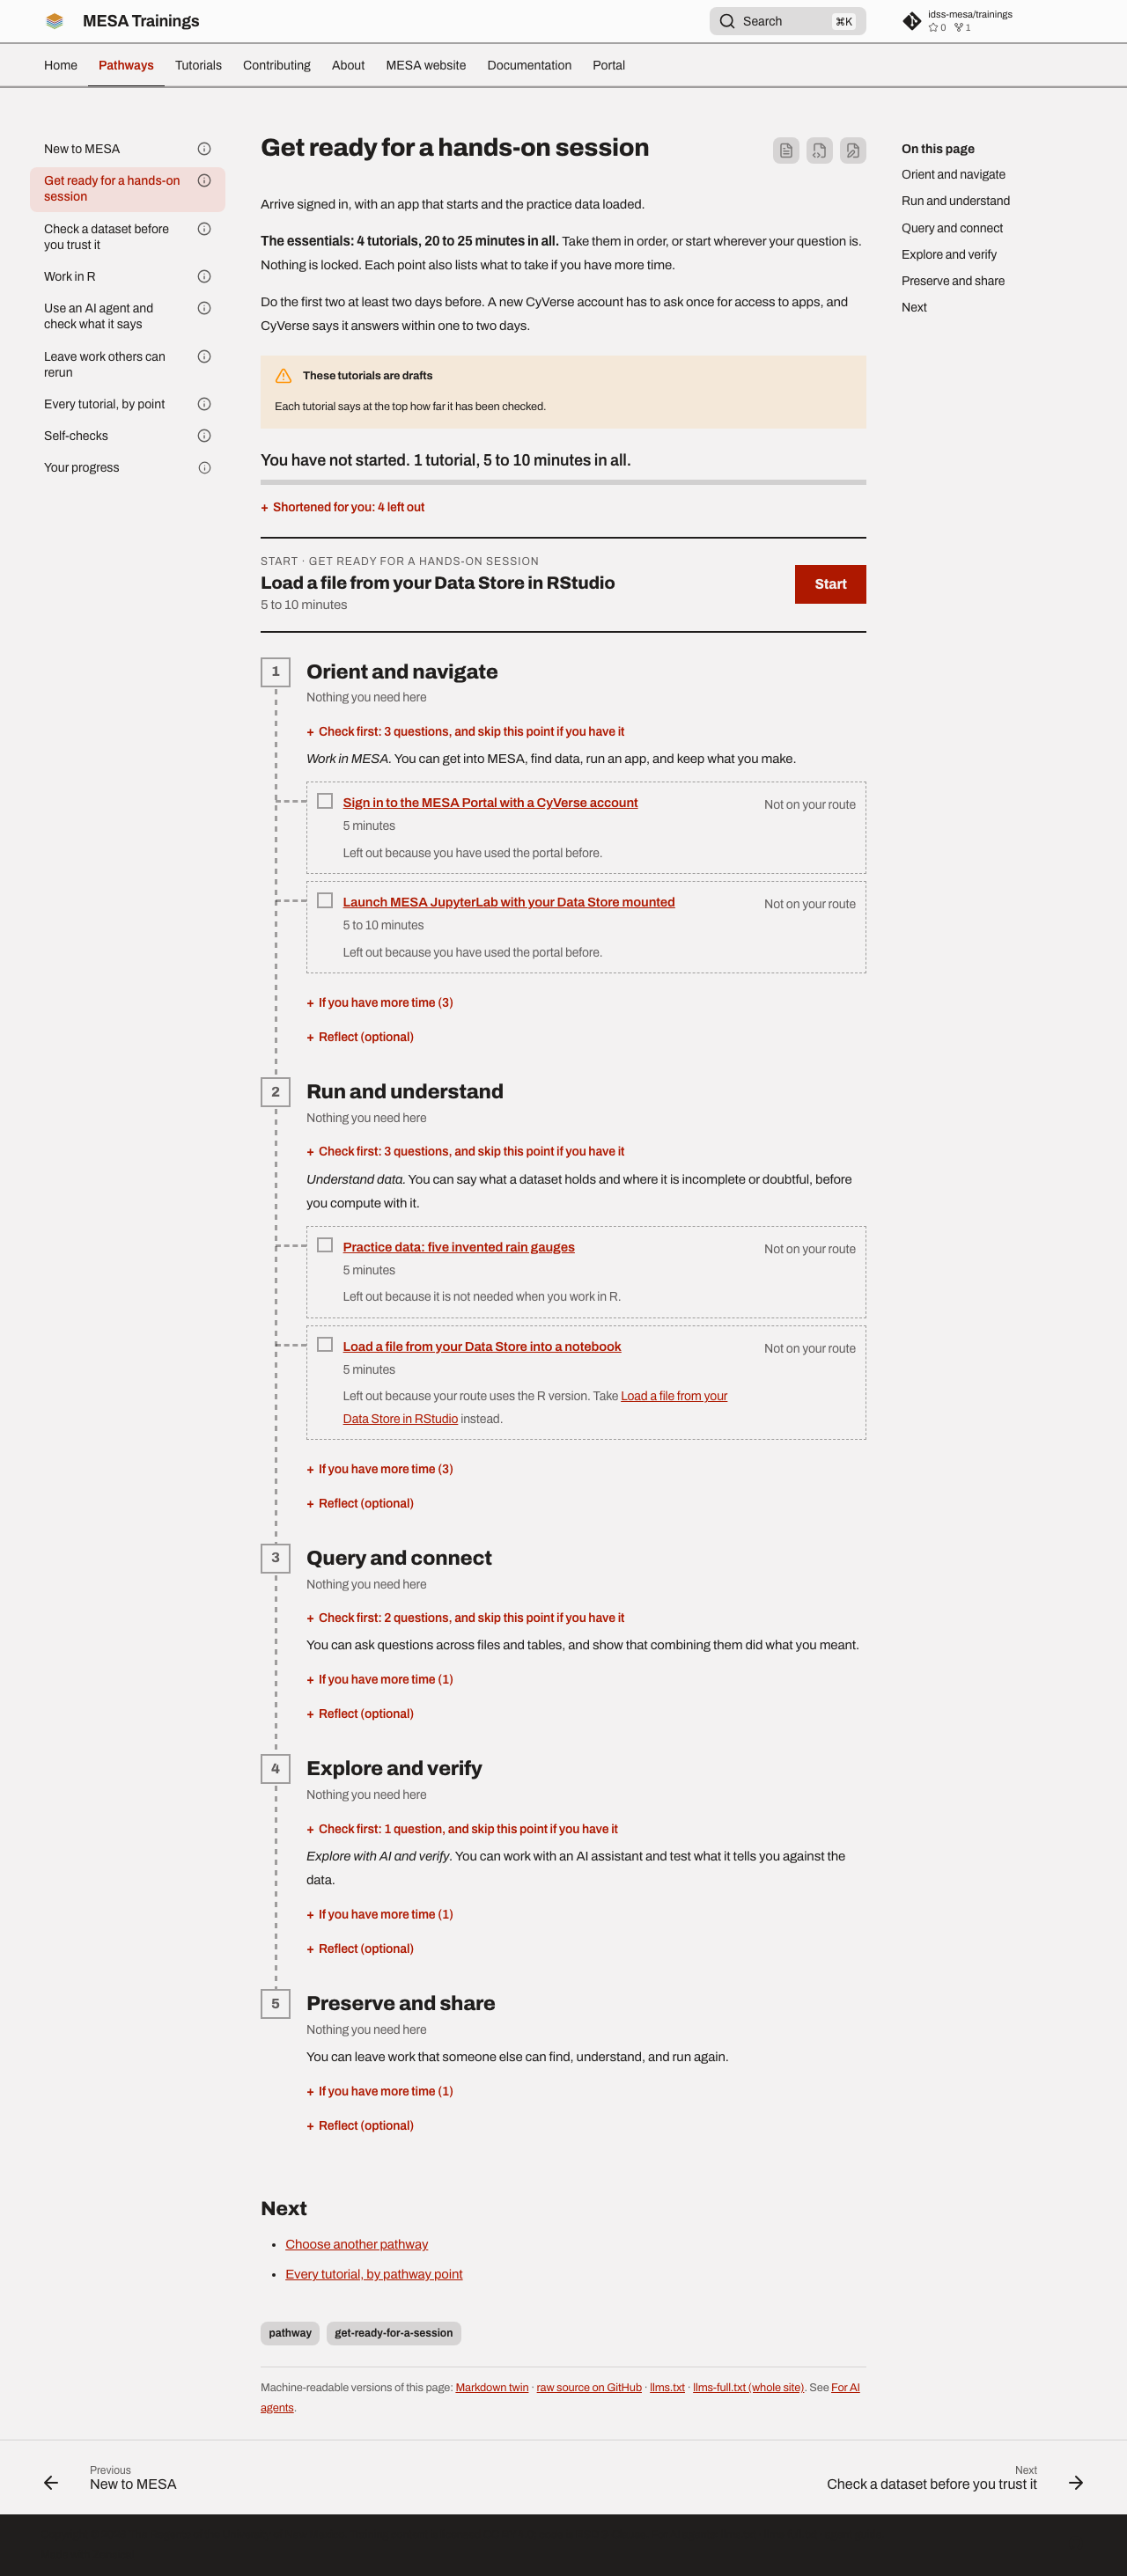 MESA Trainings
Search
⌘K
idss-mesa/trainings
0 1
Home Pathways Tutorials Contributing About MESA website Documentation Portal
New to MESA
Get ready for a hands-on
session
Check a dataset before
you trust it
Work in R
Use an AI agent and
check what it says
Leave work others can
rerun
Every tutorial, by point
Self-checks
Your progress
Get ready for a hands-on session
Arrive signed in, with an app that starts and the practice data loaded.
The essentials: 4 tutorials, 20 to 25 minutes in all. Take them in order, or start wherever your question is.
Nothing is locked. Each point also lists what to take if you have more time.
Do the first two at least two days before. A new CyVerse account has to ask once for access to apps, and
CyVerse says it answers within one to two days.
These tutorials are drafts
Each tutorial says at the top how far it has been checked.
You have not started. 1 tutorial, 5 to 10 minutes in all.
+ Shortened for you: 4 left out
START · GET READY FOR A HANDS-ON SESSION
Load a file from your Data Store in RStudio
5 to 10 minutes
Start
1
Orient and navigate
Nothing you need here
+ Check first: 3 questions, and skip this point if you have it
Work in MESA. You can get into MESA, find data, run an app, and keep what you make.
Sign in to the MESA Portal with a CyVerse account
Not on your route
5 minutes
Left out because you have used the portal before.
Launch MESA JupyterLab with your Data Store mounted
Not on your route
5 to 10 minutes
Left out because you have used the portal before.
+ If you have more time (3)
+ Reflect (optional)
2
Run and understand
Nothing you need here
+ Check first: 3 questions, and skip this point if you have it
Understand data. You can say what a dataset holds and where it is incomplete or doubtful, before
you compute with it.
Practice data: five invented rain gauges
Not on your route
5 minutes
Left out because it is not needed when you work in R.
Load a file from your Data Store into a notebook
Not on your route
5 minutes
Left out because your route uses the R version. Take Load a file from your
Data Store in RStudio instead.
+ If you have more time (3)
+ Reflect (optional)
3
Query and connect
Nothing you need here
+ Check first: 2 questions, and skip this point if you have it
You can ask questions across files and tables, and show that combining them did what you meant.
+ If you have more time (1)
+ Reflect (optional)
4
Explore and verify
Nothing you need here
+ Check first: 1 question, and skip this point if you have it
Explore with AI and verify. You can work with an AI assistant and test what it tells you against the
data.
+ If you have more time (1)
+ Reflect (optional)
5
Preserve and share
Nothing you need here
You can leave work that someone else can find, understand, and run again.
+ If you have more time (1)
+ Reflect (optional)
Next
• Choose another pathway
• Every tutorial, by pathway point
pathway
get-ready-for-a-session
Machine-readable versions of this page: Markdown twin · raw source on GitHub · llms.txt · llms-full.txt (whole site). See For AI
agents.
On this page
Orient and navigate
Run and understand
Query and connect
Explore and verify
Preserve and share
Next
Previous
New to MESA
Next
Check a dataset before you trust it